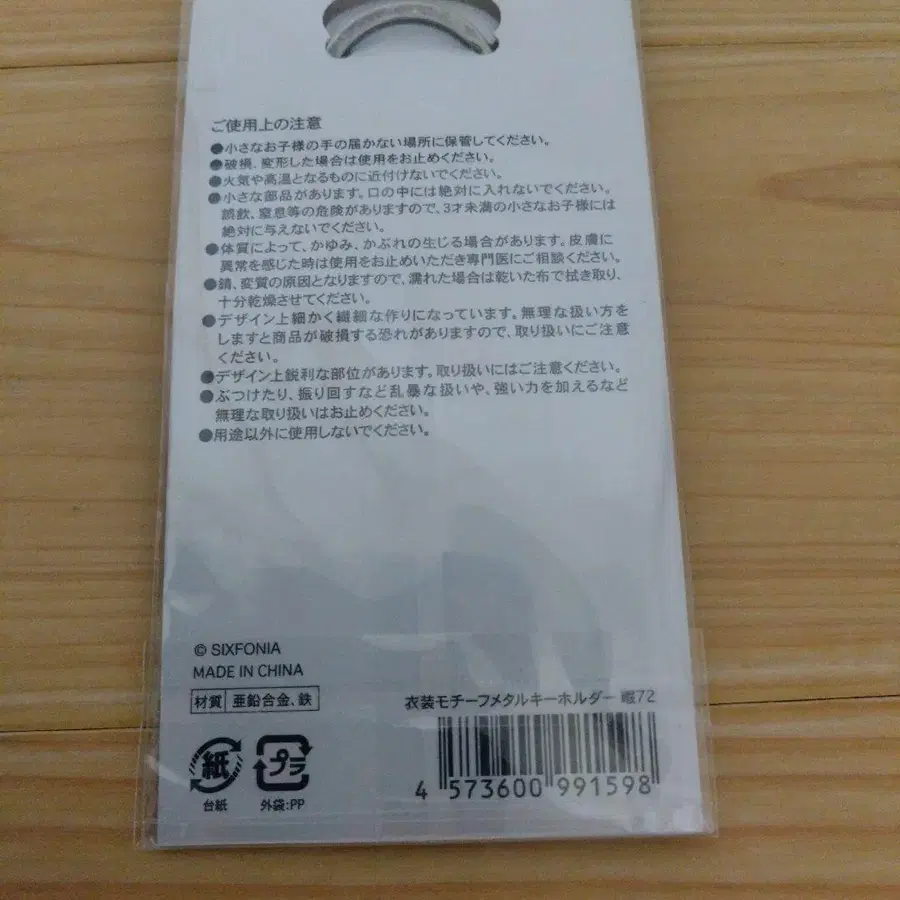 ご使用上の注意
●小さなお子様の手の届かない場所に保管してください。
●破損、変形した場合は使用をお止めください。
●火気や高温となるものに近付けないでください。
●小さな部品があります。口の中には絶対に入れないでください。
誤飲、窒息等の危険がありますので、3才未満の小さなお子様には
絶対に与えないでください。
●体質によって、かゆみ、かぶれの生じる場合があります。皮膚に
異常を感じた時は使用をお止めいただき専門医にご相談ください。
●錆、変質の原因となりますので、濡れた場合は乾いた布で拭き取り、
十分乾燥させてください。
●デザイン上細かく繊細な作りになっています。無理な扱い方を
しますと商品が破損する恐れがありますので、取り扱いにご注意
ください。
●デザイン上鋭利な部位があります。取り扱いにはご注意ください。
●ぶつけたり、振り回すなど乱暴な扱いや、強い力を加えるなど
無理な取り扱いはお止めください。
●用途以外に使用しないでください。
© SIXFONIA
MADE IN CHINA
材質 亜鉛合金、鉄
衣装モチーフメタルキーホルダー 暇72
紙
台紙
プラ
外袋:PP
4 573600 991598